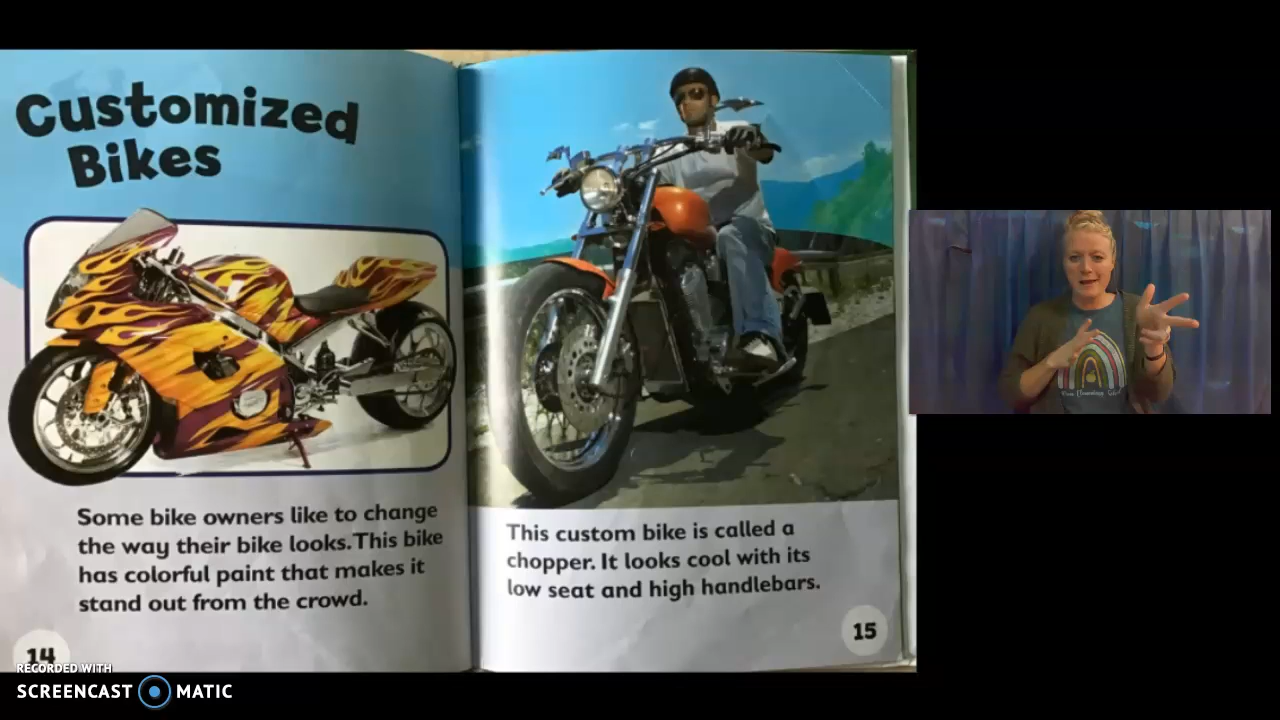 Customized
Bikes
Some bike owners like to change
the way their bike looks. This bike
has colorful paint that makes it
stand out from the crowd.
14
This custom bike is called a
chopper. It looks cool with its
low seat and high handlebars.
15
RECORDED WITH
SCREENCAST MATIC